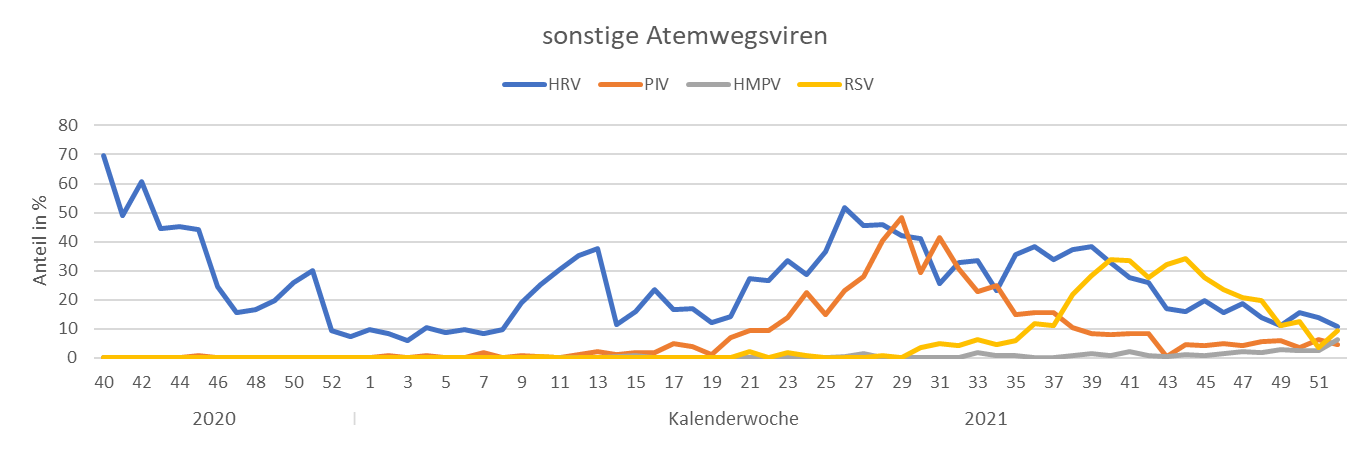 sonstige Atemwegsviren
HRV PIV HMPV RSV
80
70
60
50
40
30
20
10
0
Anteil in %
40 42 44 46 48 50 52 1 3 5 7 9 11 13 15 17 19 21 23 25 27 29 31 33 35 37 39 41 43 45 47 49 51
2020 Kalenderwoche 2021